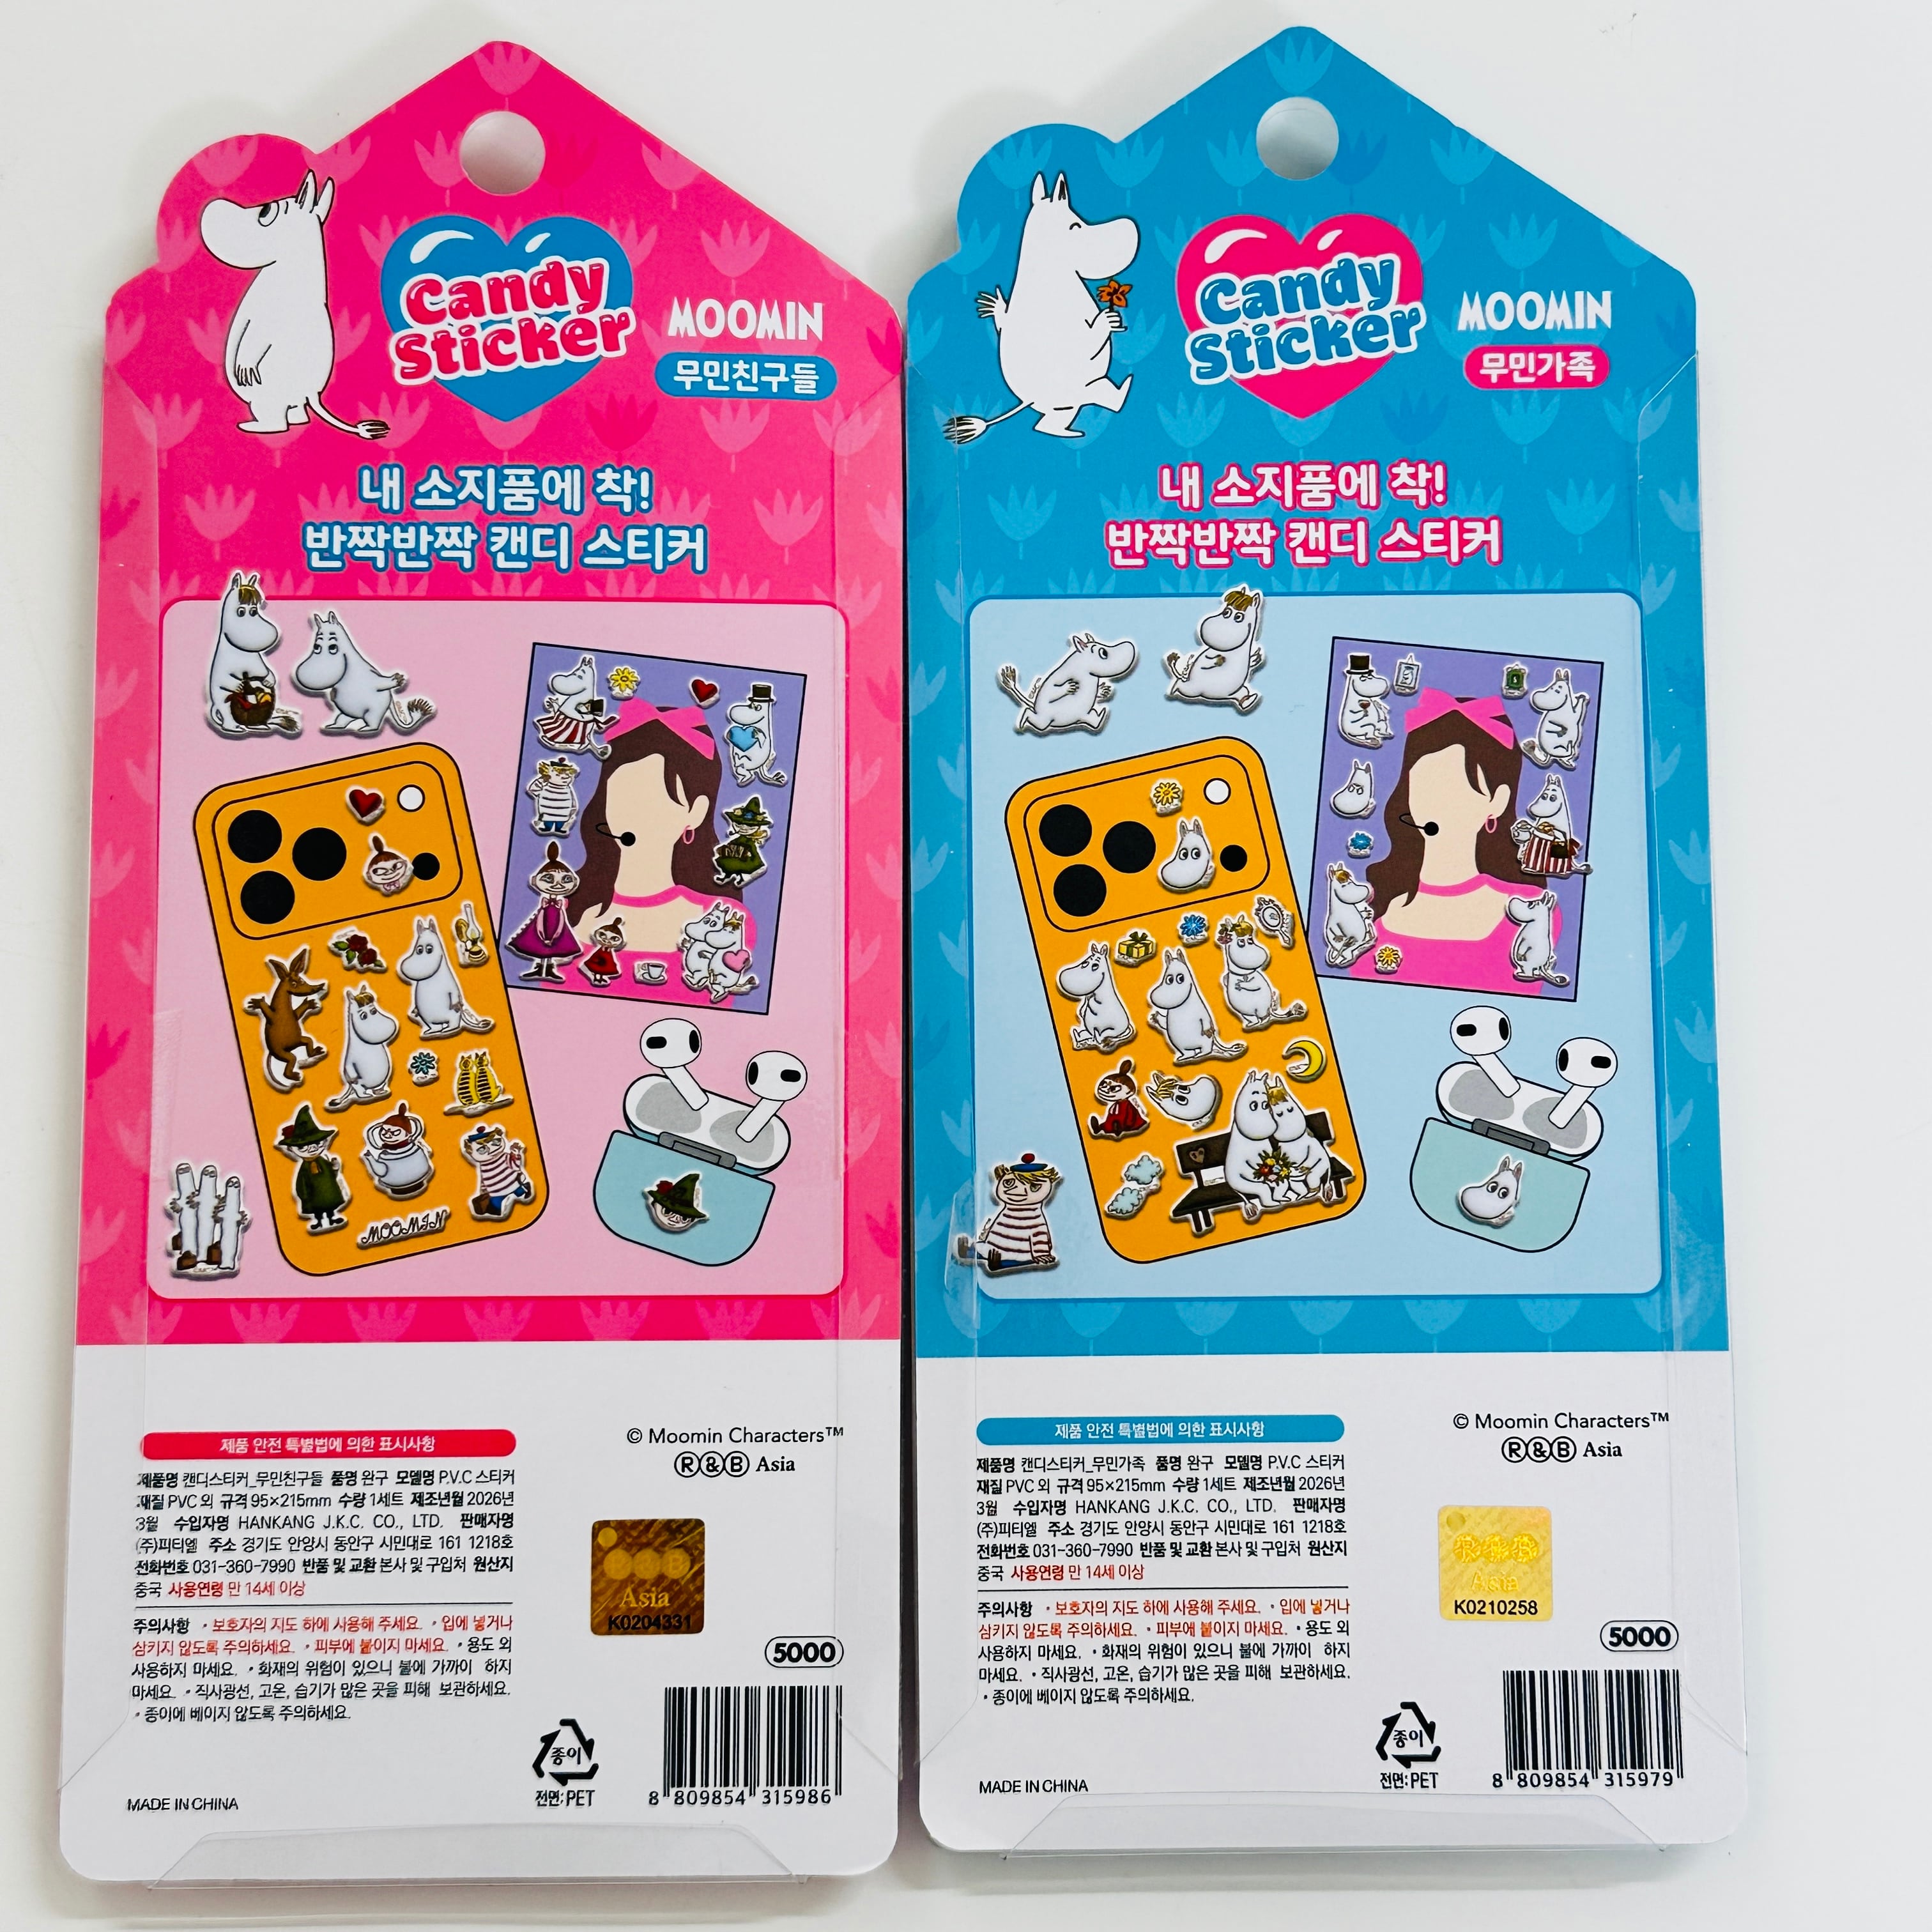 Candy
Sticker
MOOMIN
무민친구들
내 소지품에 착!
반짝반짝 캔디 스티커
MOOMIN
제품 안전 특별법에 의한 표시사항
제품명 캔디스티커_무민친구들 품명 완구 모델명 P.V.C 스티커
재질 PVC 외 규격 95×215mm 수량 1세트 제조년월 2026년
3월 수입자명 HANKANG J.K.C. CO., LTD. 판매자명
(주)피티엘 주소 경기도 안양시 동안구 시민대로 161 1218호
전화번호 031-360-7990 반품 및 교환 본사 및 구입처 원산지
중국 사용연령 만 14세 이상
주의사항 • 보호자의 지도 하에 사용해 주세요. • 입에 넣거나
삼키지 않도록 주의하세요. • 피부에 붙이지 마세요. • 용도 외
사용하지 마세요. • 화재의 위험이 있으니 불에 가까이 하지
마세요. • 직사광선, 고온, 습기가 많은 곳을 피해 보관하세요.
• 종이에 베이지 않도록 주의하세요.
MADE IN CHINA
© Moomin Characters™
R&B Asia
R&B
Asia
K0204331
5000
종이
전면:PET
8 809854 315986
Candy
Sticker
MOOMIN
무민가족
내 소지품에 착!
반짝반짝 캔디 스티커
제품 안전 특별법에 의한 표시사항
제품명 캔디스티커_무민가족 품명 완구 모델명 P.V.C 스티커
재질 PVC 외 규격 95×215mm 수량 1세트 제조년월 2026년
3월 수입자명 HANKANG J.K.C. CO., LTD. 판매자명
(주)피티엘 주소 경기도 안양시 동안구 시민대로 161 1218호
전화번호 031-360-7990 반품 및 교환 본사 및 구입처 원산지
중국 사용연령 만 14세 이상
주의사항 • 보호자의 지도 하에 사용해 주세요. • 입에 넣거나
삼키지 않도록 주의하세요. • 피부에 붙이지 마세요. • 용도 외
사용하지 마세요. • 화재의 위험이 있으니 불에 가까이 하지
마세요. • 직사광선, 고온, 습기가 많은 곳을 피해 보관하세요.
• 종이에 베이지 않도록 주의하세요.
MADE IN CHINA
© Moomin Characters™
R&B Asia
R&B
Asia
K0210258
5000
종이
전면:PET
8 809854 315979